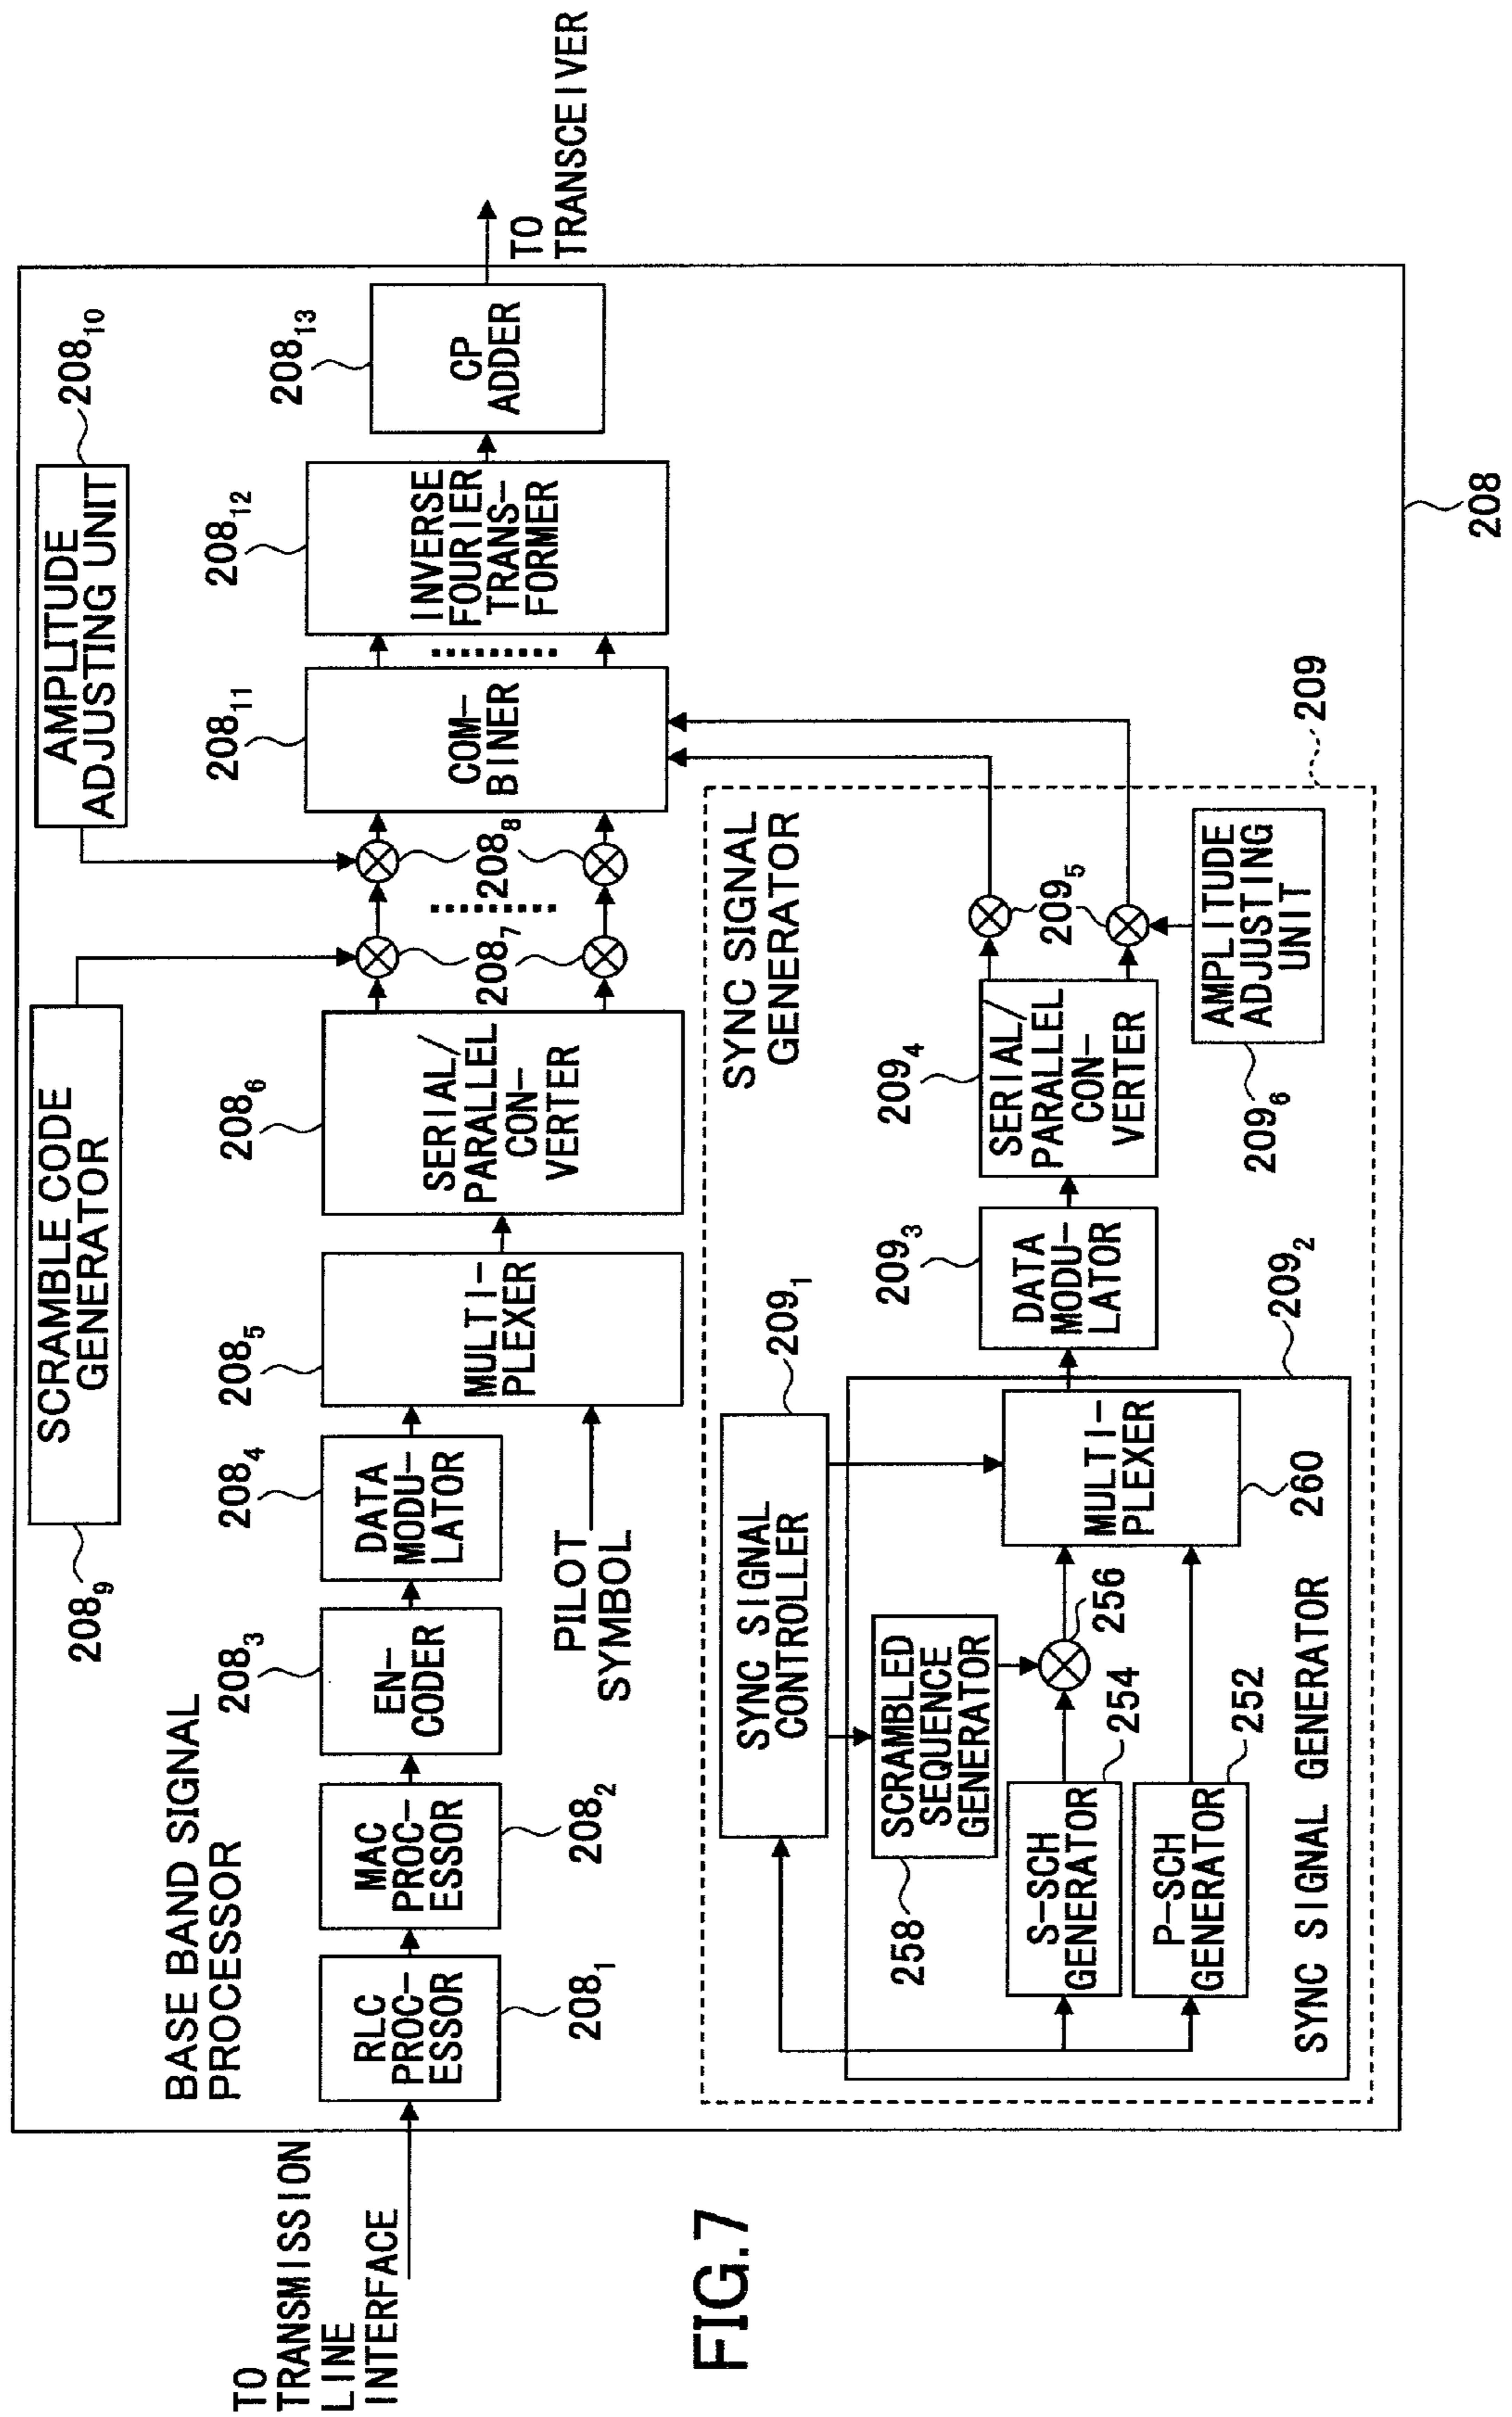 BASE BAND SIGNAL
PROCESSOR
SCRAMBLE CODE
GENERATOR
208₉
AMPLITUDE
ADJUSTING UNIT
208₁₀
TO
TRANSMISSION
LINE
INTERFACE
RLC
PROC-
ESSOR
208₁
MAC
PROC-
ESSOR
208₂
EN-
CODER
208₃
DATA
MODU-
LATOR
208₄
PILOT
SYMBOL
MULTI-
PLEXER
208₅
SERIAL/
PARALLEL
CON-
VERTER
208₆
208₇
208₈
COM-
BINER
208₁₁
INVERSE
FOURIER
TRANS-
FORMER
208₁₂
CP
ADDER
208₁₃
TO
TRANSCEIVER
SYNC SIGNAL
GENERATOR
209
SYNC SIGNAL
CONTROLLER
209₁
SCRAMBLED
SEQUENCE
GENERATOR
258
S-SCH
GENERATOR
254
P-SCH
GENERATOR
252
256
MULTI-
PLEXER
260
SYNC SIGNAL GENERATOR
209₂
DATA
MODU-
LATOR
209₃
SERIAL/
PARALLEL
CON-
VERTER
209₄
209₅
AMPLITUDE
ADJUSTING
UNIT
209₆
208
FIG.7